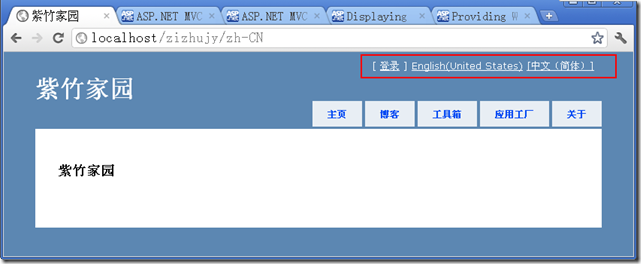 紫竹家园
ASP.NET MVC
ASP.NET MVC
Displaying
Providing W
localhost/zizhujy/zh-CN
[ 登录 ] English(United States) [中文（简体）]
紫竹家园
主页 博客 工具箱 应用工厂 关于
紫竹家园